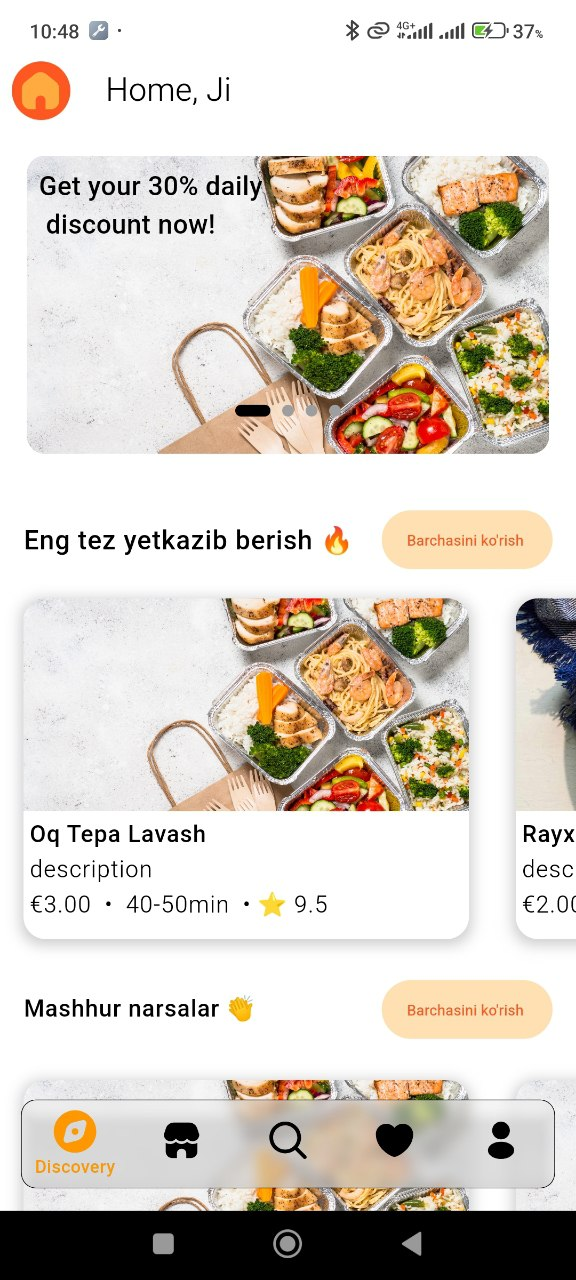 10:48
4G+ 37%
Home, Ji
Get your 30% daily
discount now!
Eng tez yetkazib berish 🔥
Barchasini ko'rish
Oq Tepa Lavash
description
€3.00 • 40-50min • ⭐ 9.5
Rayx
desc
€2.00
Mashhur narsalar 👏
Barchasini ko'rish
Discovery